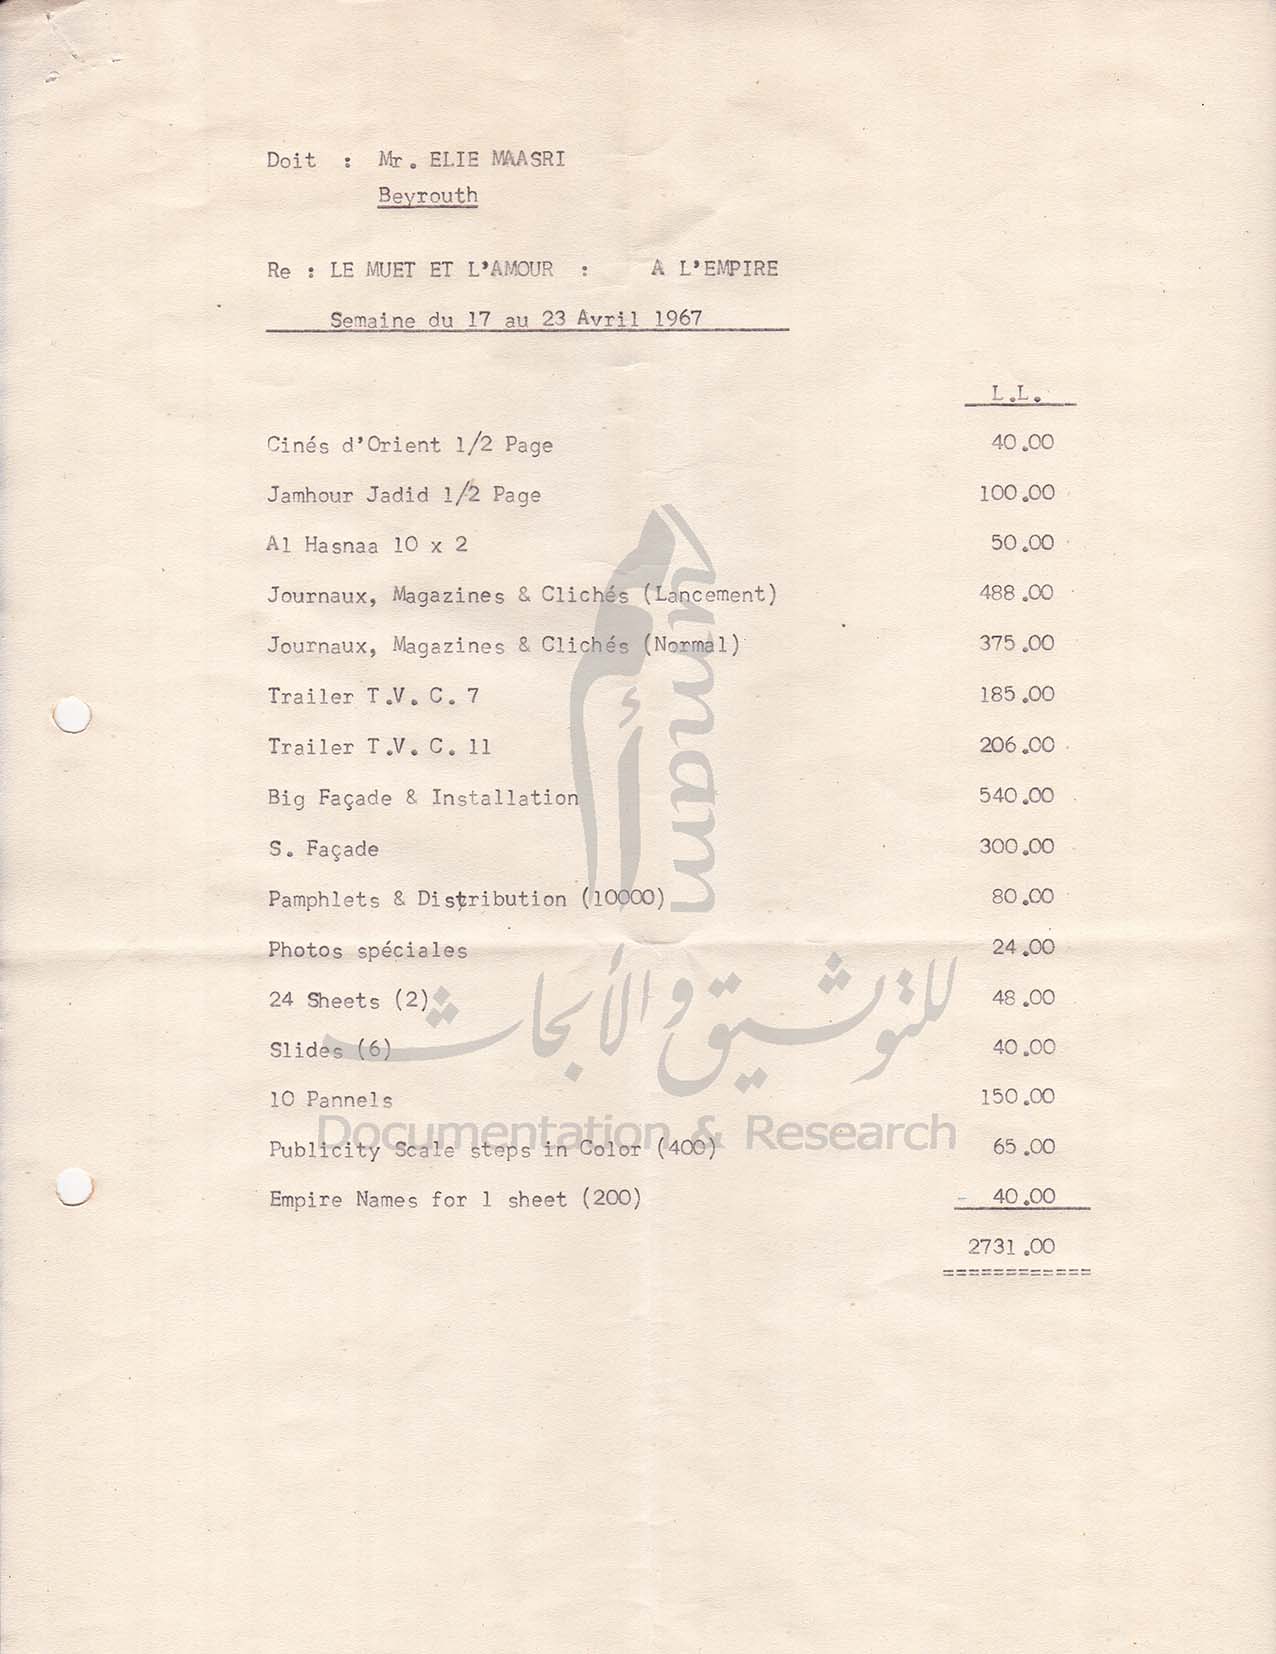 Doit : Mr. ELIE MAASRI
Beyrouth
Re : LE MUET ET L'AMOUR : A L'EMPIRE
Semaine du 17 au 23 Avril 1967
L.L.
Cinés d'Orient 1/2 Page 40.00
Jamhour Jadid 1/2 Page 100.00
Al Hasnaa 10 x 2 50.00
Journaux, Magazines & Clichés (Lancement) 488.00
Journaux, Magazines & Clichés (Normal) 375.00
Trailer T.V. C. 7 185.00
Trailer T.V. C. 11 206.00
Big Façade & Installation 540.00
S. Façade 300.00
Pamphlets & Distribution (10000) 80.00
Photos spéciales 24.00
24 Sheets (2) 48.00
Slides (6) 40.00
10 Pannels 150.00
Publicity Scale steps in Color (400) 65.00
Empire Names for 1 sheet (200) - 40.00
2731.00
============
أمم
umam
للتوثيق والأبحاث
Documentation & Research